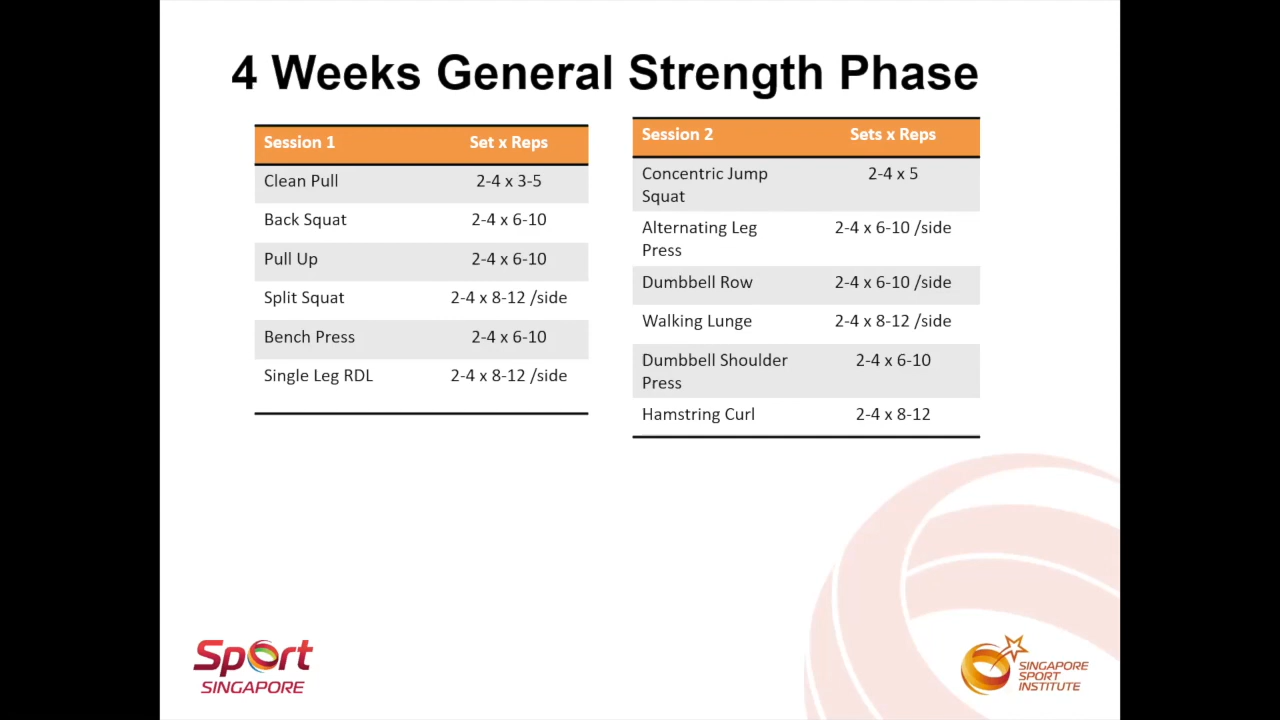 4 Weeks General Strength Phase
Session 1 Set x Reps
Clean Pull 2-4 x 3-5
Back Squat 2-4 x 6-10
Pull Up 2-4 x 6-10
Split Squat 2-4 x 8-12 /side
Bench Press 2-4 x 6-10
Single Leg RDL 2-4 x 8-12 /side
Session 2 Sets x Reps
Concentric Jump 2-4 x 5
Squat
Alternating Leg 2-4 x 6-10 /side
Press
Dumbbell Row 2-4 x 6-10 /side
Walking Lunge 2-4 x 8-12 /side
Dumbbell Shoulder 2-4 x 6-10
Press
Hamstring Curl 2-4 x 8-12
Sport
SINGAPORE
SINGAPORE
SPORT
INSTITUTE